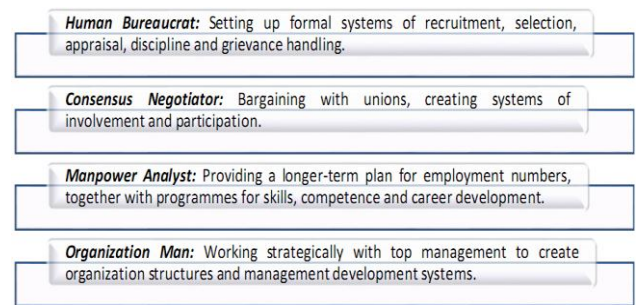 Human Bureaucrat: Setting up formal systems of recruitment, selection,
appraisal, discipline and grievance handling.
Consensus Negotiator: Bargaining with unions, creating systems of
involvement and participation.
Manpower Analyst: Providing a longer-term plan for employment numbers,
together with programmes for skills, competence and career development.
Organization Man: Working strategically with top management to create
organization structures and management development systems.